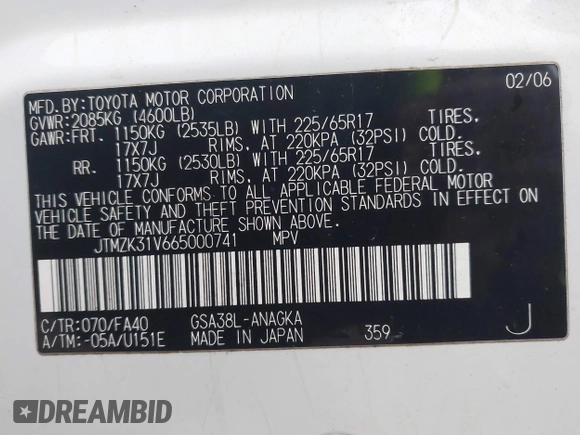 MFD.BY:TOYOTA MOTOR CORPORATION 02/06
GVWR:2085KG (4600LB)
GAWR:FRT. 1150KG (2535LB) WITH 225/65R17 TIRES.
17X7J RIMS. AT 220KPA (32PSI) COLD.
RR. 1150KG (2530LB) WITH 225/65R17 TIRES.
17X7J RIMS. AT 220KPA (32PSI) COLD.
THIS VEHICLE CONFORMS TO ALL APPLICABLE FEDERAL MOTOR
VEHICLE SAFETY AND THEFT PREVENTION STANDARDS IN EFFECT ON
THE DATE OF MANUFACTURE SHOWN ABOVE.
JTMZK31V665000741 MPV
C/TR:070/FA40 GSA38L-ANAGKA
A/TM:-05A/U151E MADE IN JAPAN 359 J
DREAMBID